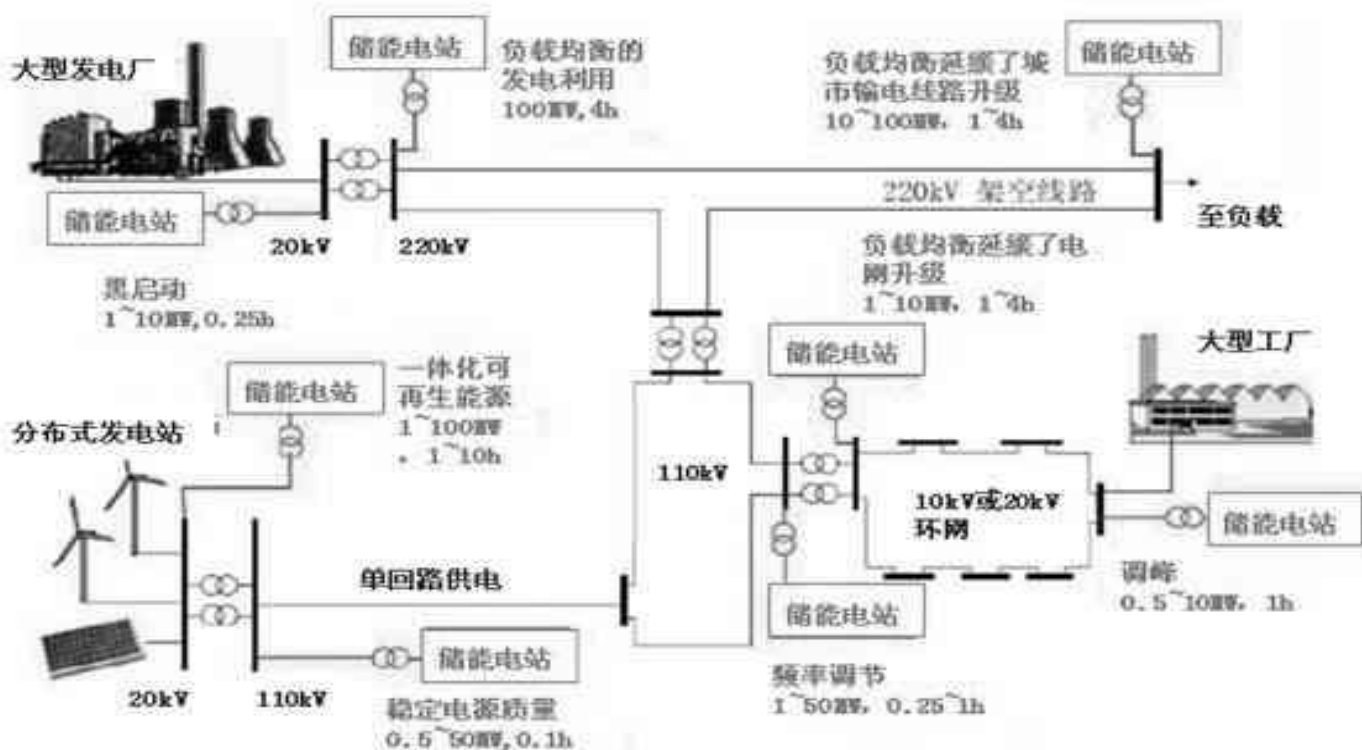 大型发电厂
储能电站
负载均衡的
发电利用
100MW,4h
负载均衡延缓了城
市输电线路升级
10~100MW, 1~4h
储能电站
储能电站
20kV
220kV
220kV 架空线路
至负载
黑启动
1~10MW,0.25h
负载均衡延缓了电
网升级
1~10MW, 1~4h
储能电站
大型工厂
储能电站
一体化可
再生能源
1~100MW
, 1~10h
分布式发电站
110kV
10kV或20kV
环网
储能电站
单回路供电
储能电站
调峰
0.5~10MW, 1h
储能电站
20kV
110kV
稳定电源质量
0.5~50MW,0.1h
频率调节
1~50MW, 0.25~1h